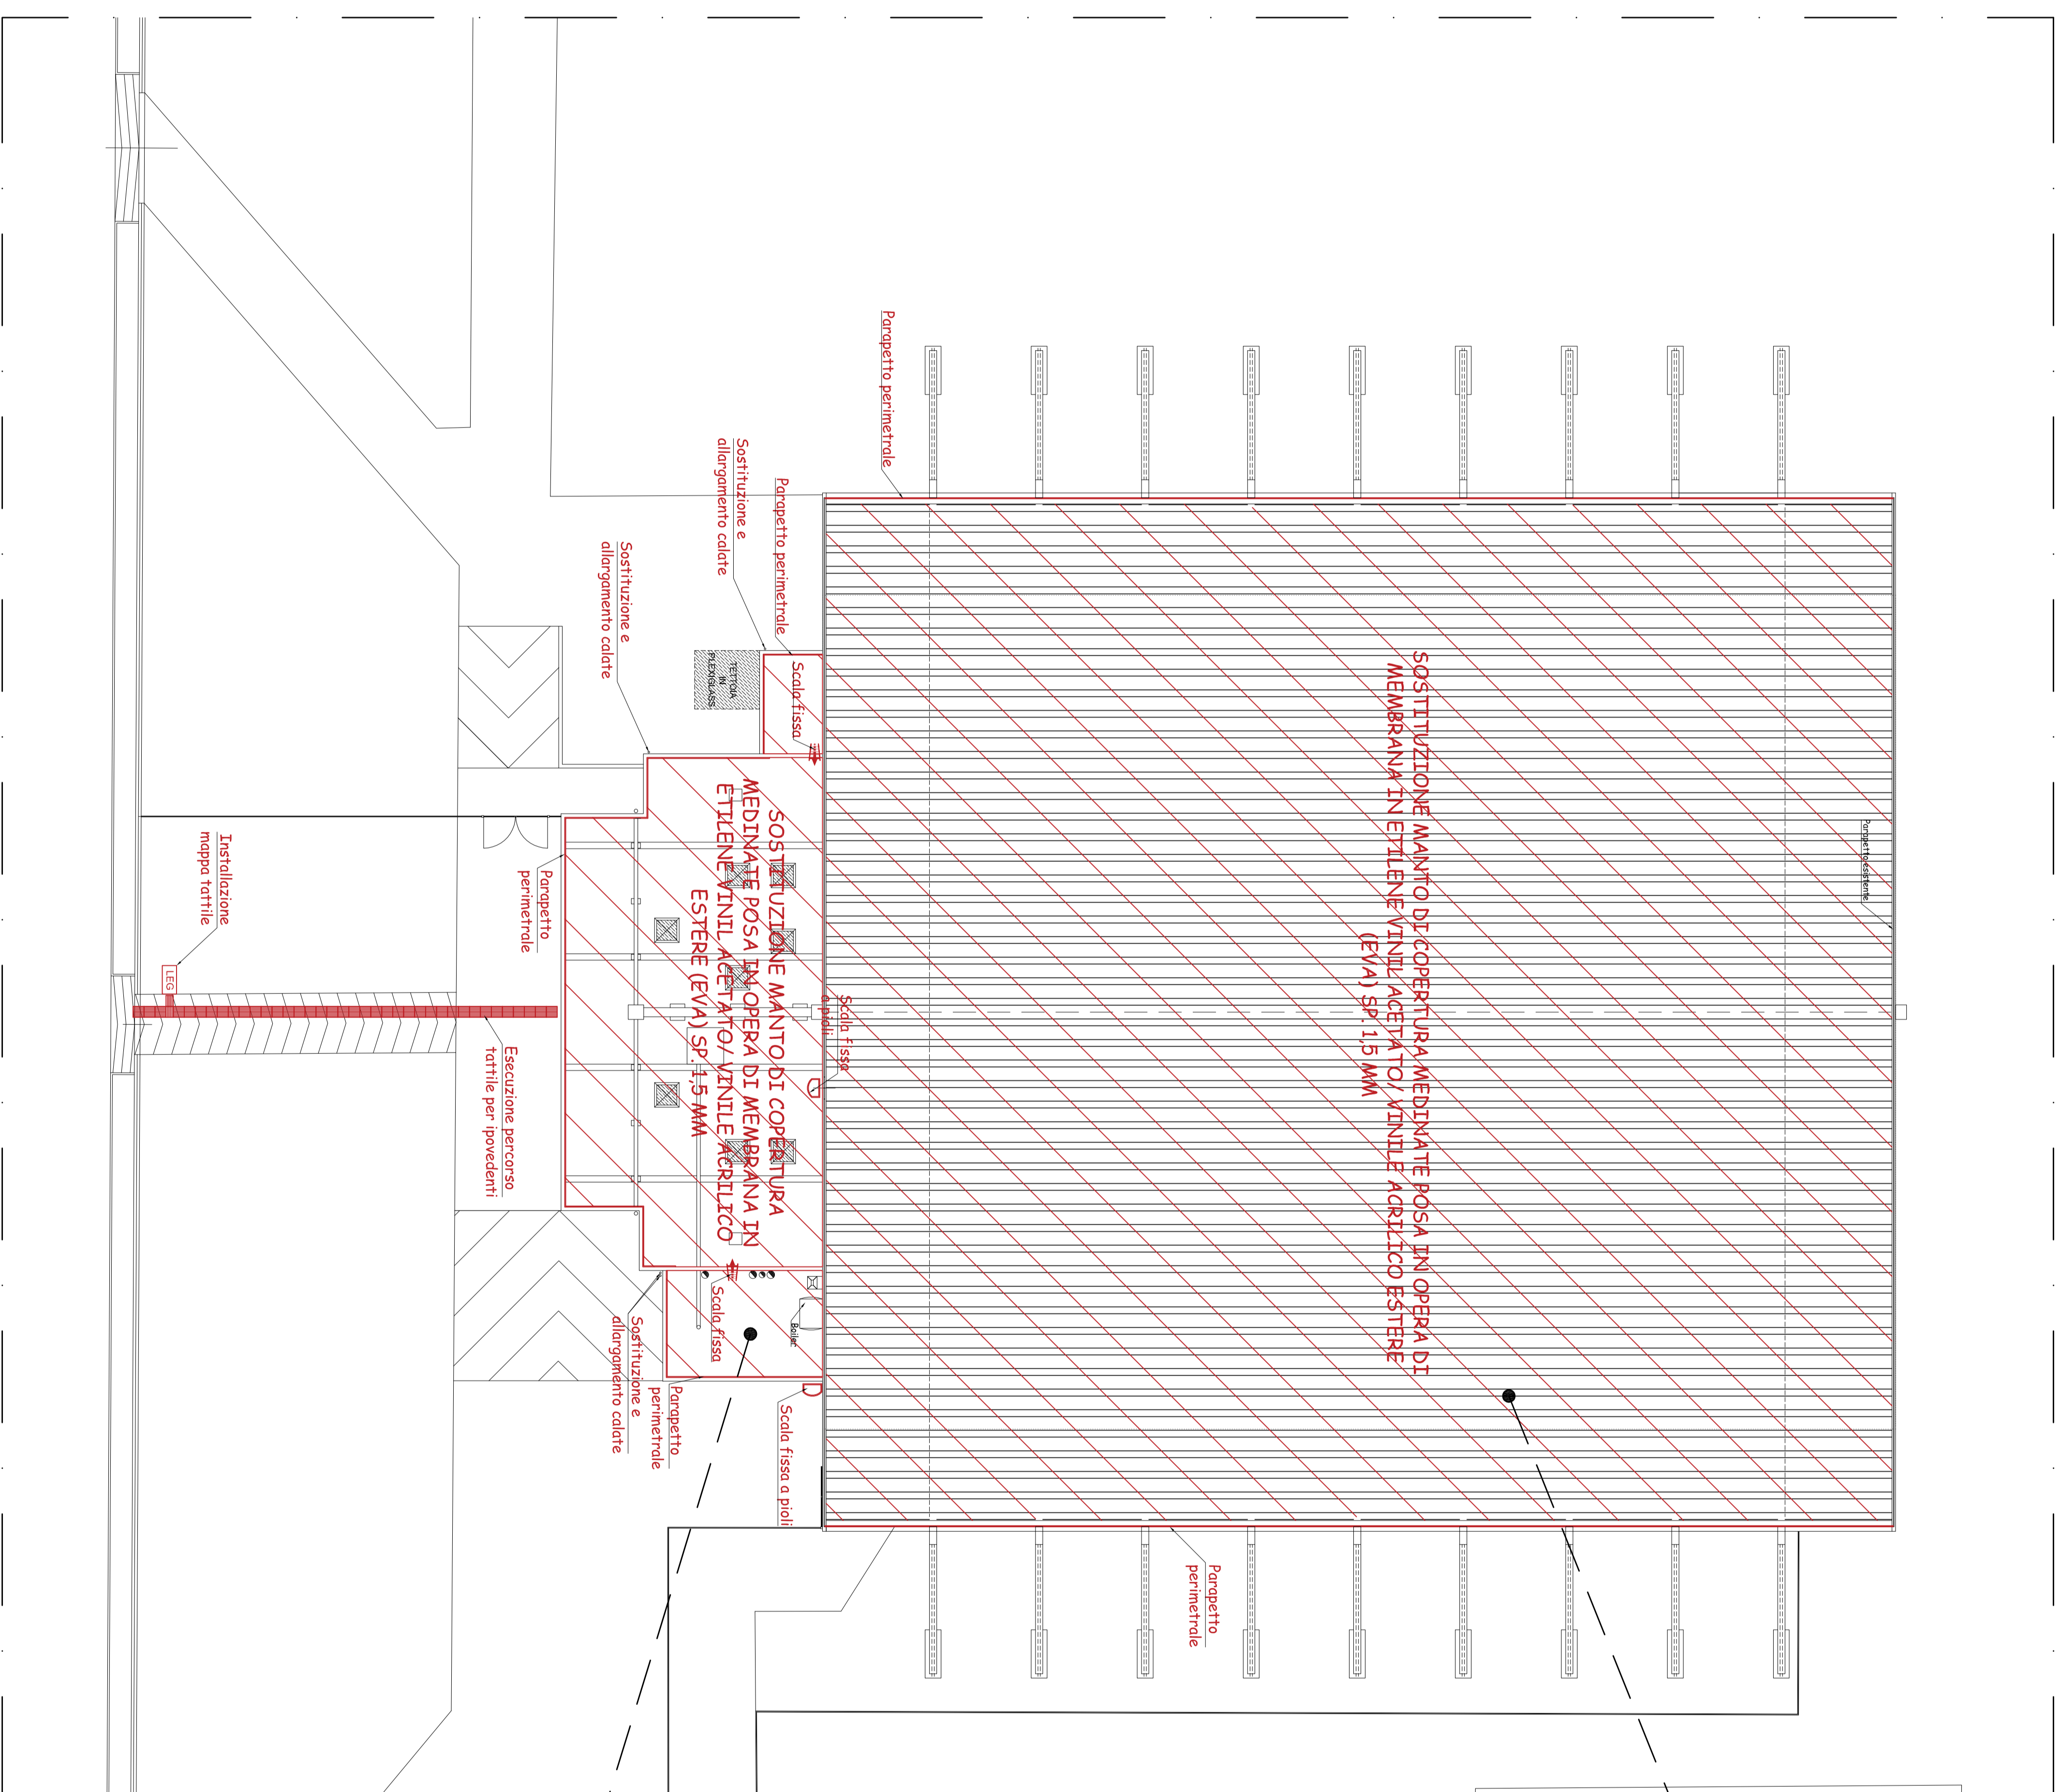 Parapetto perimetrale
Sostituzione e
allargamento calate
Parapetto perimetrale
Sostituzione e
allargamento calate
TETTOIA
IN
PLEXIGLASS
Scala fissa
SOSTITUZIONE MANTO DI COPERTURA MEDINATE POSA IN OPERA DI
MEMBRANA IN ETILENE VINIL ACETATO/ VINILE ACRILICO ESTERE
(EVA) SP. 1,5 MM
Parapetto esistente
SOSTITUZIONE MANTO DI COPERTURA
MEDINATE POSA IN OPERA DI MEMBRANA IN
ETILENE VINIL ACETATO/ VINILE ACRILICO
ESTERE (EVA) SP. 1,5 MM
Parapetto
perimetrale
Installazione
mappa tattile
LEG
Scala fissa
a pioli
Esecuzione percorso
tattile per ipovedenti
Scala fissa
Boiler
Sostituzione e
allargamento calate
Parapetto
perimetrale
Scala fissa a pioli
Parapetto
perimetrale